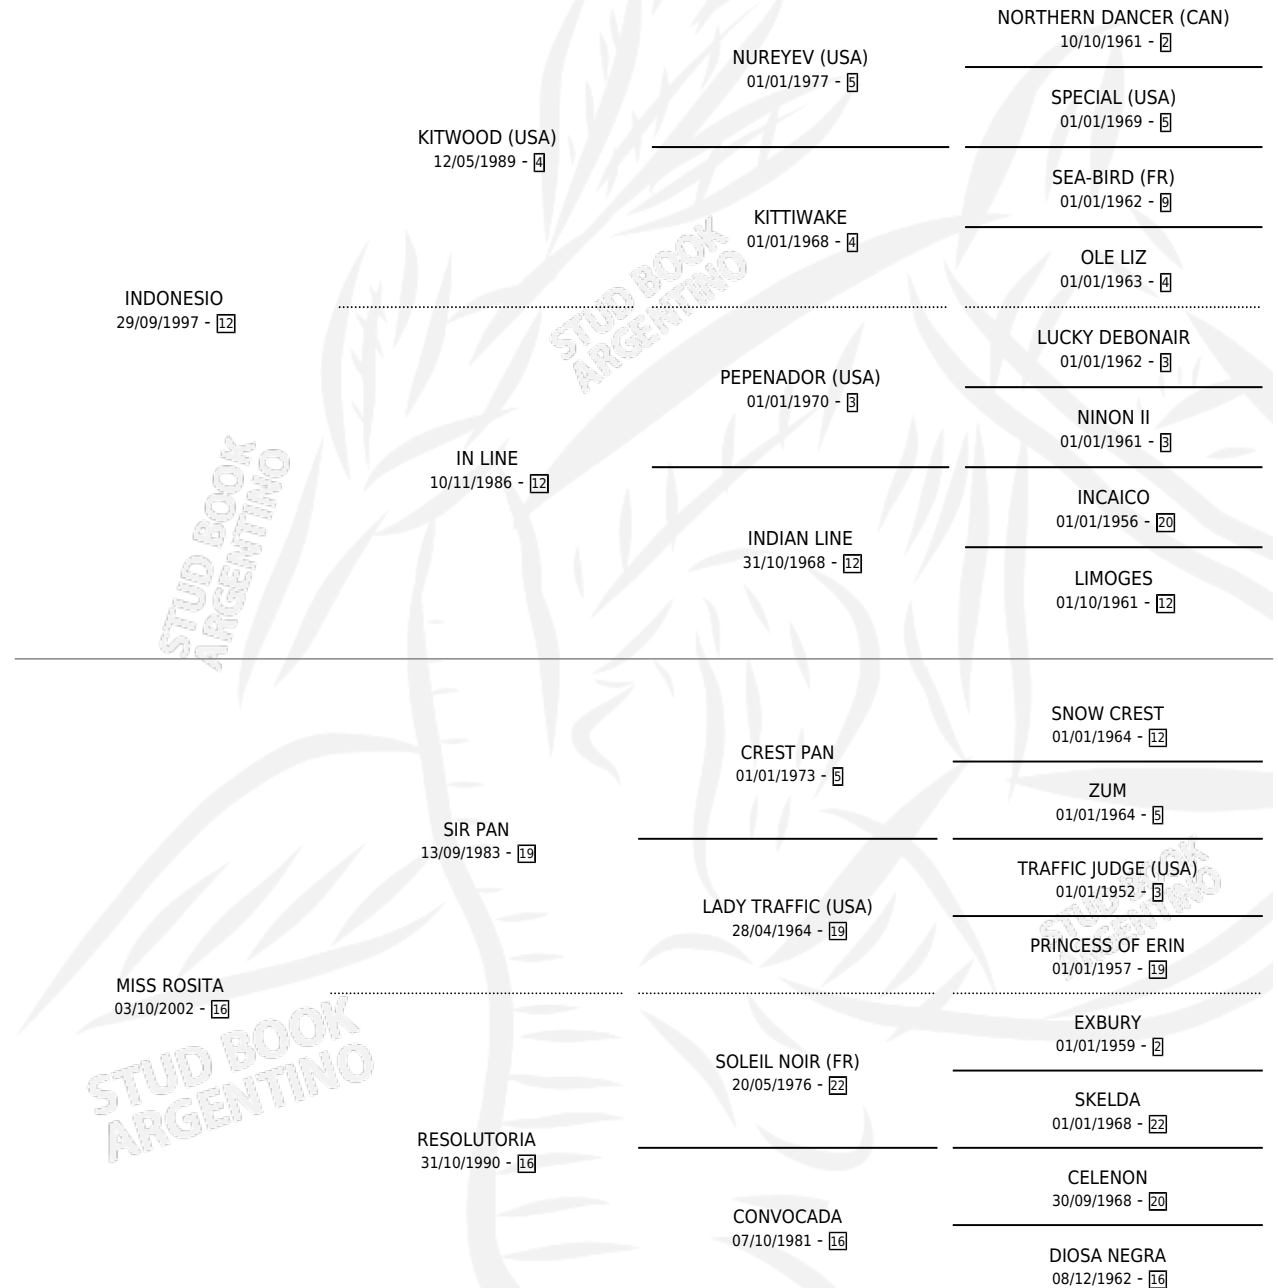 NORTHERN DANCER (CAN)
10/10/1961 - 2
NUREYEV (USA)
01/01/1977 - 5
SPECIAL (USA)
01/01/1969 - 5
KITWOOD (USA)
12/05/1989 - 4
SEA-BIRD (FR)
01/01/1962 - 9
KITTIWAKE
01/01/1968 - 4
OLE LIZ
01/01/1963 - 4
INDONESIO
29/09/1997 - 12
STUD BOOK
ARGENTINO
LUCKY DEBONAIR
01/01/1962 - 3
PEPENADOR (USA)
01/01/1970 - 3
NINON II
01/01/1961 - 3
IN LINE
10/11/1986 - 12
INCAICO
01/01/1956 - 20
INDIAN LINE
31/10/1968 - 12
LIMOGES
01/10/1961 - 12
STUD BOOK
ARGENTINO
SNOW CREST
01/01/1964 - 12
CREST PAN
01/01/1973 - 5
ZUM
01/01/1964 - 5
SIR PAN
13/09/1983 - 19
TRAFFIC JUDGE (USA)
01/01/1952 - 3
LADY TRAFFIC (USA)
28/04/1964 - 19
STUD BOOK
ARGENTINO
PRINCESS OF ERIN
01/01/1957 - 19
MISS ROSITA
03/10/2002 - 16
STUD BOOK
ARGENTINO
EXBURY
01/01/1959 - 2
SOLEIL NOIR (FR)
20/05/1976 - 22
SKELDA
01/01/1968 - 22
RESOLUTORIA
31/10/1990 - 16
CELENON
30/09/1968 - 20
CONVOCADA
07/10/1981 - 16
DIOSA NEGRA
08/12/1962 - 16